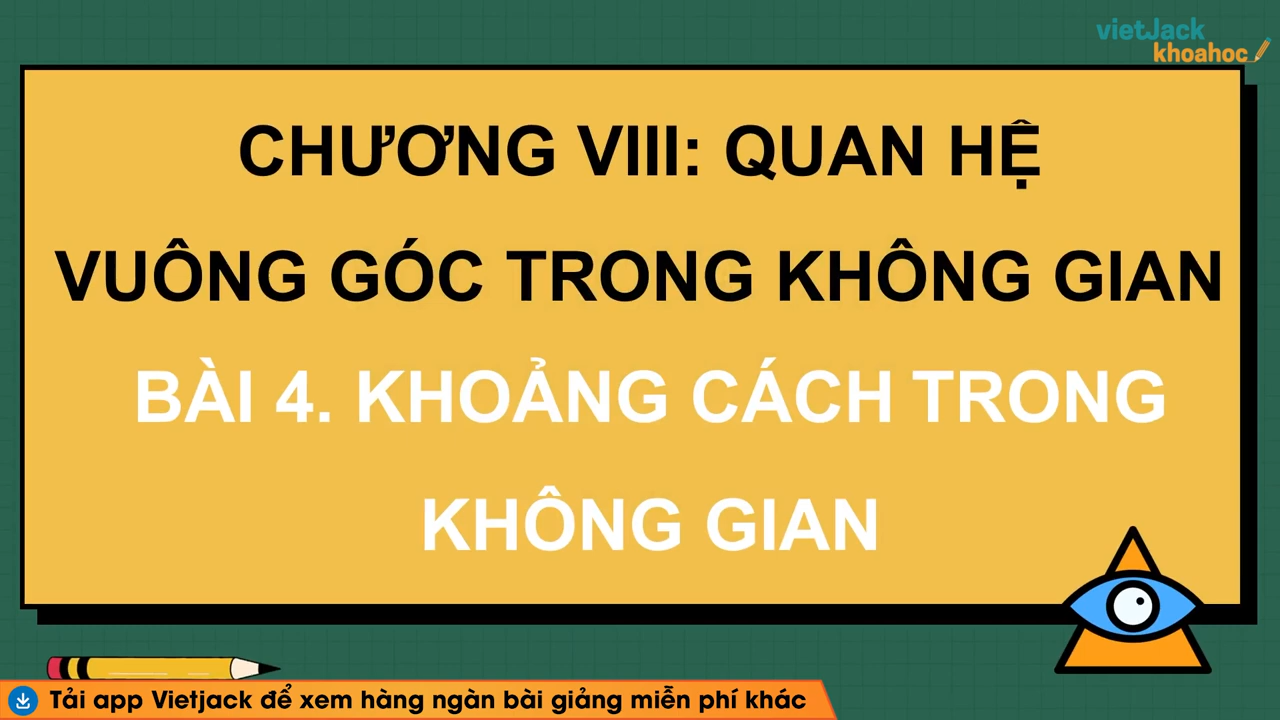 vietJack
khoahoc
CHƯƠNG VIII: QUAN HỆ
VUÔNG GÓC TRONG KHÔNG GIAN
BÀI 4. KHOẢNG CÁCH TRONG
KHÔNG GIAN
Tải app Vietjack để xem hàng ngàn bài giảng miễn phí khác